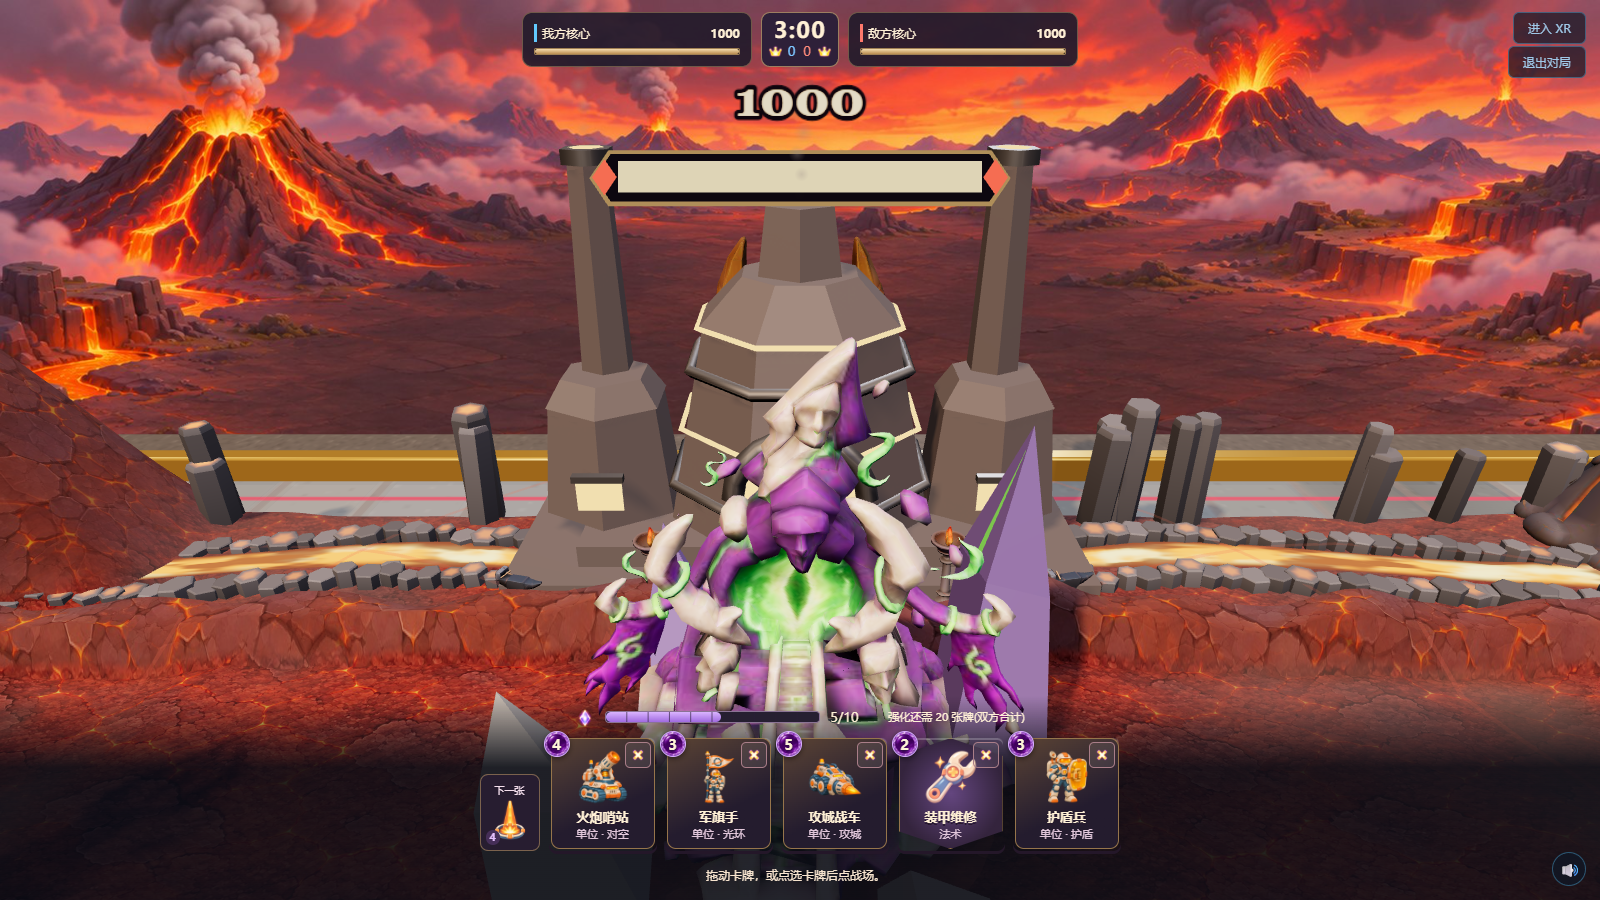 我方核心 1000
3:00
0 0
敌方核心 1000
进入 XR
退出对局
1000
5/10
强化还需 20 张牌(双方合计)
下一张
4
4
火炮哨站
单位 · 对空
3
军旗手
单位 · 光环
5
攻城战车
单位 · 攻城
2
装甲维修
法术
3
护盾兵
单位 · 护盾
拖动卡牌，或点选卡牌后点战场。